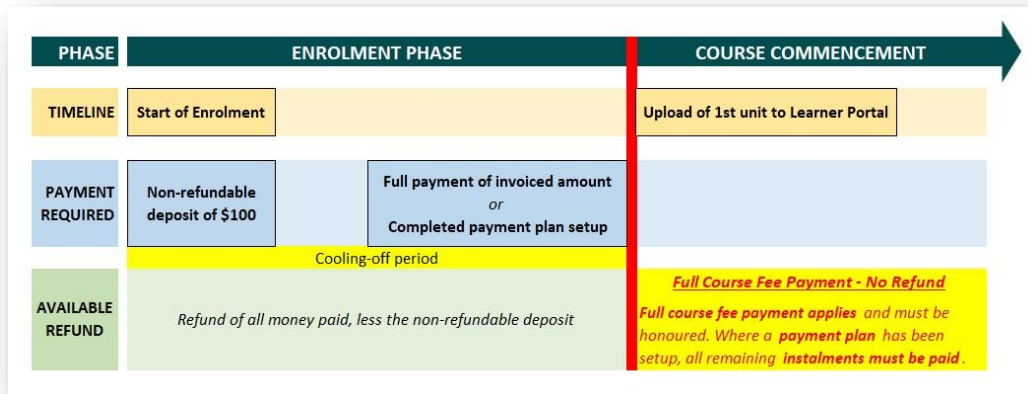 PHASE
ENROLMENT PHASE
COURSE COMMENCEMENT
TIMELINE
Start of Enrolment
Upload of 1st unit to Learner Portal
PAYMENT
REQUIRED
Non-refundable
deposit of $100
Full payment of invoiced amount
or
Completed payment plan setup
Cooling-off period
AVAILABLE
REFUND
Refund of all money paid, less the non-refundable deposit
Full Course Fee Payment - No Refund
Full course fee payment applies and must be
honoured. Where a payment plan has been
setup, all remaining instalments must be paid.